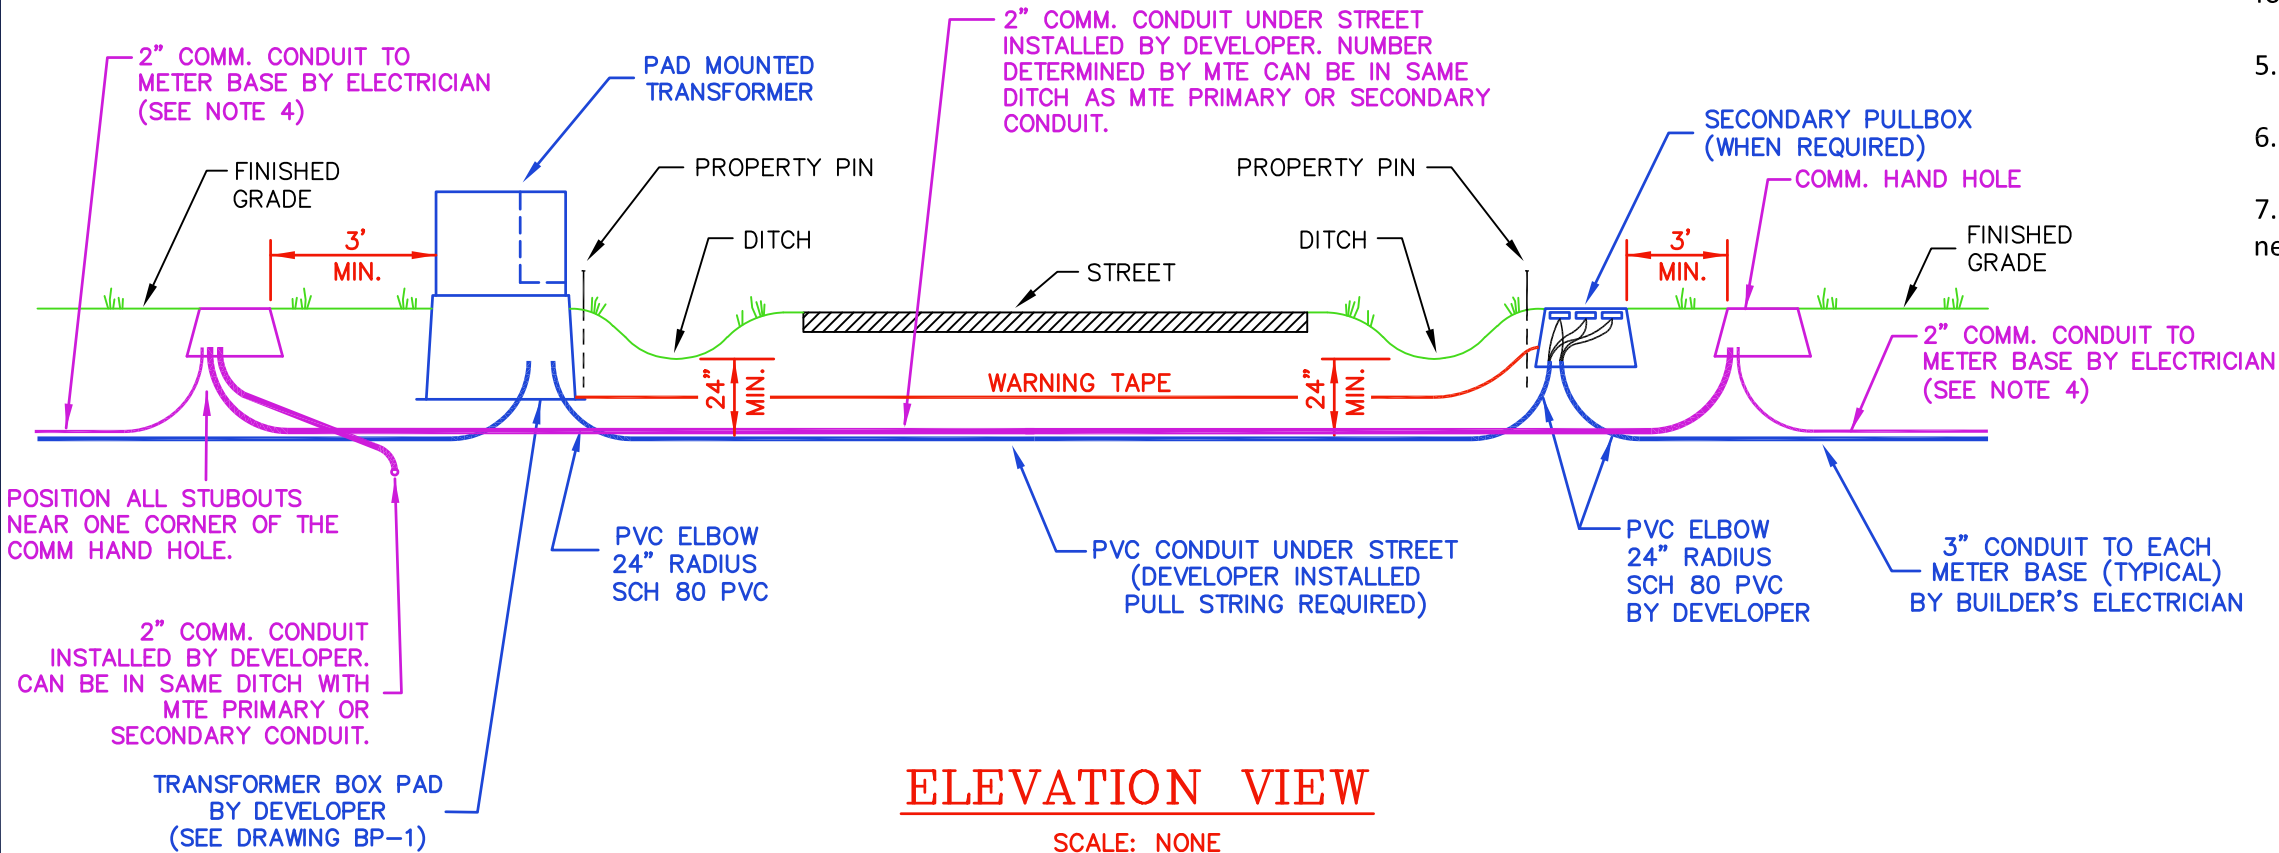 2” COMM. CONDUIT TO
METER BASE BY ELECTRICIAN
(SEE NOTE 4)
PAD MOUNTED
TRANSFORMER
2” COMM. CONDUIT UNDER STREET
INSTALLED BY DEVELOPER. NUMBER
DETERMINED BY MTE CAN BE IN SAME
DITCH AS MTE PRIMARY OR SECONDARY
CONDUIT.
5.
SECONDARY PULLBOX
(WHEN REQUIRED)
6.
FINISHED
GRADE
PROPERTY PIN
PROPERTY PIN
COMM. HAND HOLE
7.
ne
3’
MIN.
DITCH
DITCH
STREET
3’
MIN.
FINISHED
GRADE
24”
MIN.
WARNING TAPE
24”
MIN.
2” COMM. CONDUIT TO
METER BASE BY ELECTRICIAN
(SEE NOTE 4)
POSITION ALL STUBOUTS
NEAR ONE CORNER OF THE
COMM HAND HOLE.
PVC ELBOW
24” RADIUS
SCH 80 PVC
PVC CONDUIT UNDER STREET
(DEVELOPER INSTALLED
PULL STRING REQUIRED)
PVC ELBOW
24” RADIUS
SCH 80 PVC
BY DEVELOPER
3” CONDUIT TO EACH
METER BASE (TYPICAL)
BY BUILDER’S ELECTRICIAN
2” COMM. CONDUIT
INSTALLED BY DEVELOPER.
CAN BE IN SAME DITCH WITH
MTE PRIMARY OR
SECONDARY CONDUIT.
TRANSFORMER BOX PAD
BY DEVELOPER
(SEE DRAWING BP–1)
ELEVATION VIEW
SCALE: NONE